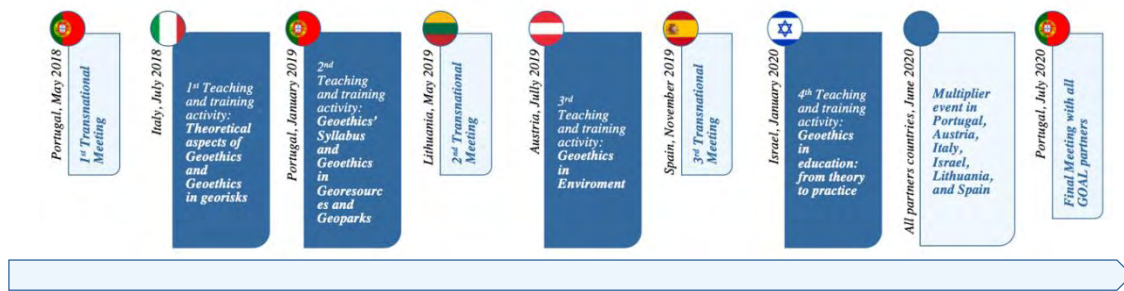 Portugal, May 2018
1st Transnational
Meeting
Italy, July 2018
1st Teaching
and training
activity:
Theoretical
aspects of
Geoethics
and
Geoethics
in georisks
Portugal, January 2019
2nd
Teaching
and training
activity:
Geoethics'
Syllabus
and
Geoethics
in
Georesourc
es and
Geoparks
Lithuania, May 2019
2nd Transnational
Meeting
Austria, Jully 2019
3rd
Teaching
and training
activity:
Geoethics
in
Enviroment
Spain, November 2019
3rd Transnational
Meeting
Israel, January 2020
4th Teaching
and training
activity:
Geoethics
in
education:
from theory
to practice
All partners countries, June 2020
Multiplier
event in
Portugal,
Austria,
Italy,
Israel,
Lithuania,
and Spain
Portugal, July 2020
Final Meeting with all
GOAL partners